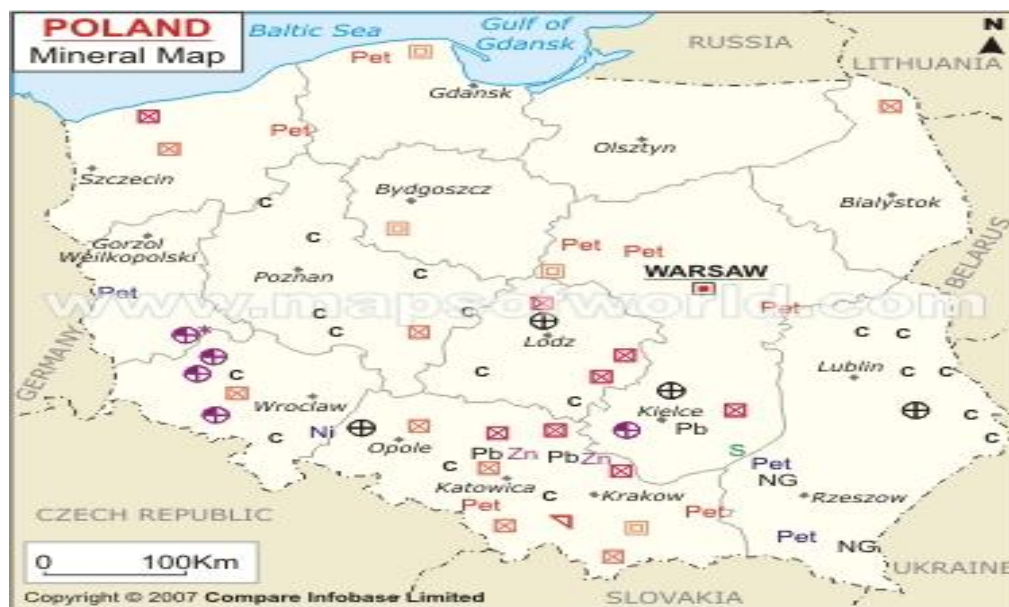 POLAND
Mineral Map
Baltic Sea
Gulf of
Gdansk
N
RUSSIA
LITHUANIA
Pet
Gdańsk
Pet
Olsztyn
Szczecin
Bydgoszcz
Białystok
C
Gorzol
Weilkopolski
C
Poznan
Pet
Pet
BELARUS
WARSAW
C
Pet
www.mapsofworld.com
Pet
C
C
Lodz
C
C
C
GERMANY
*
C
C
Lublin
C
C
Wroclaw
C
Kielce
C
C
Ni
Opole
Pb
C
Pb
Zn
Pb
Zn
S
C
Pet
NG
Katowica
C
Krakow
Rzeszow
Pet
Pet
CZECH REPUBLIC
Pet
NG
0
100Km
UKRAINE
SLOVAKIA
Copyright © 2007 Compare Infobase Limited